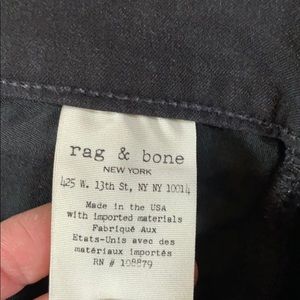 rag & bone
NEW YORK
425 W. 13th St, NY NY 10014
Made in the USA
with imported materials
Fabriqué Aux
Etats-Unis avec des
matériaux importés
RN # 108879